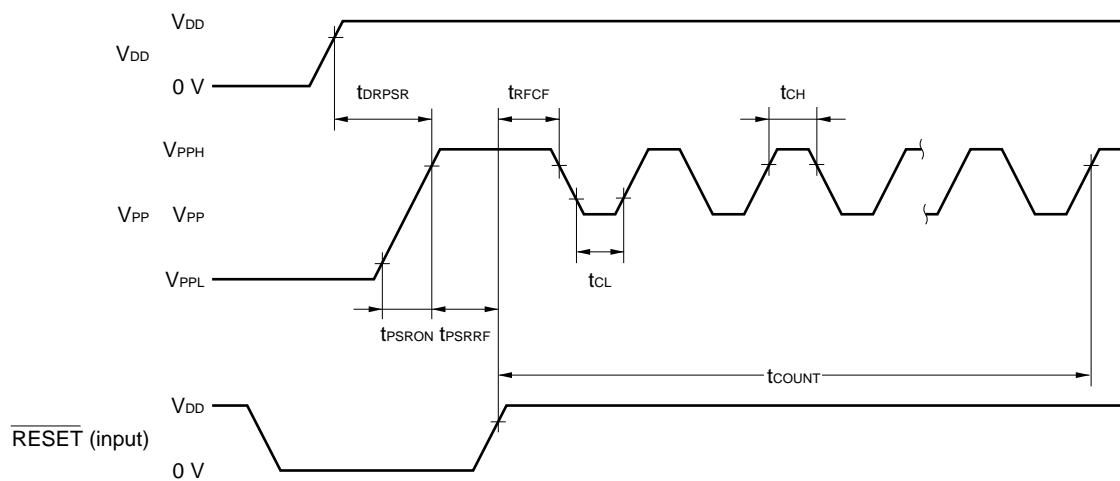 VDD
VDD
0 V
tDRPSR
tRFCF
tCH
VPPH
VPP VPP
VPPL
tCL
tPSRON tPSRRF
tCOUNT
VDD
RESET (input)
0 V